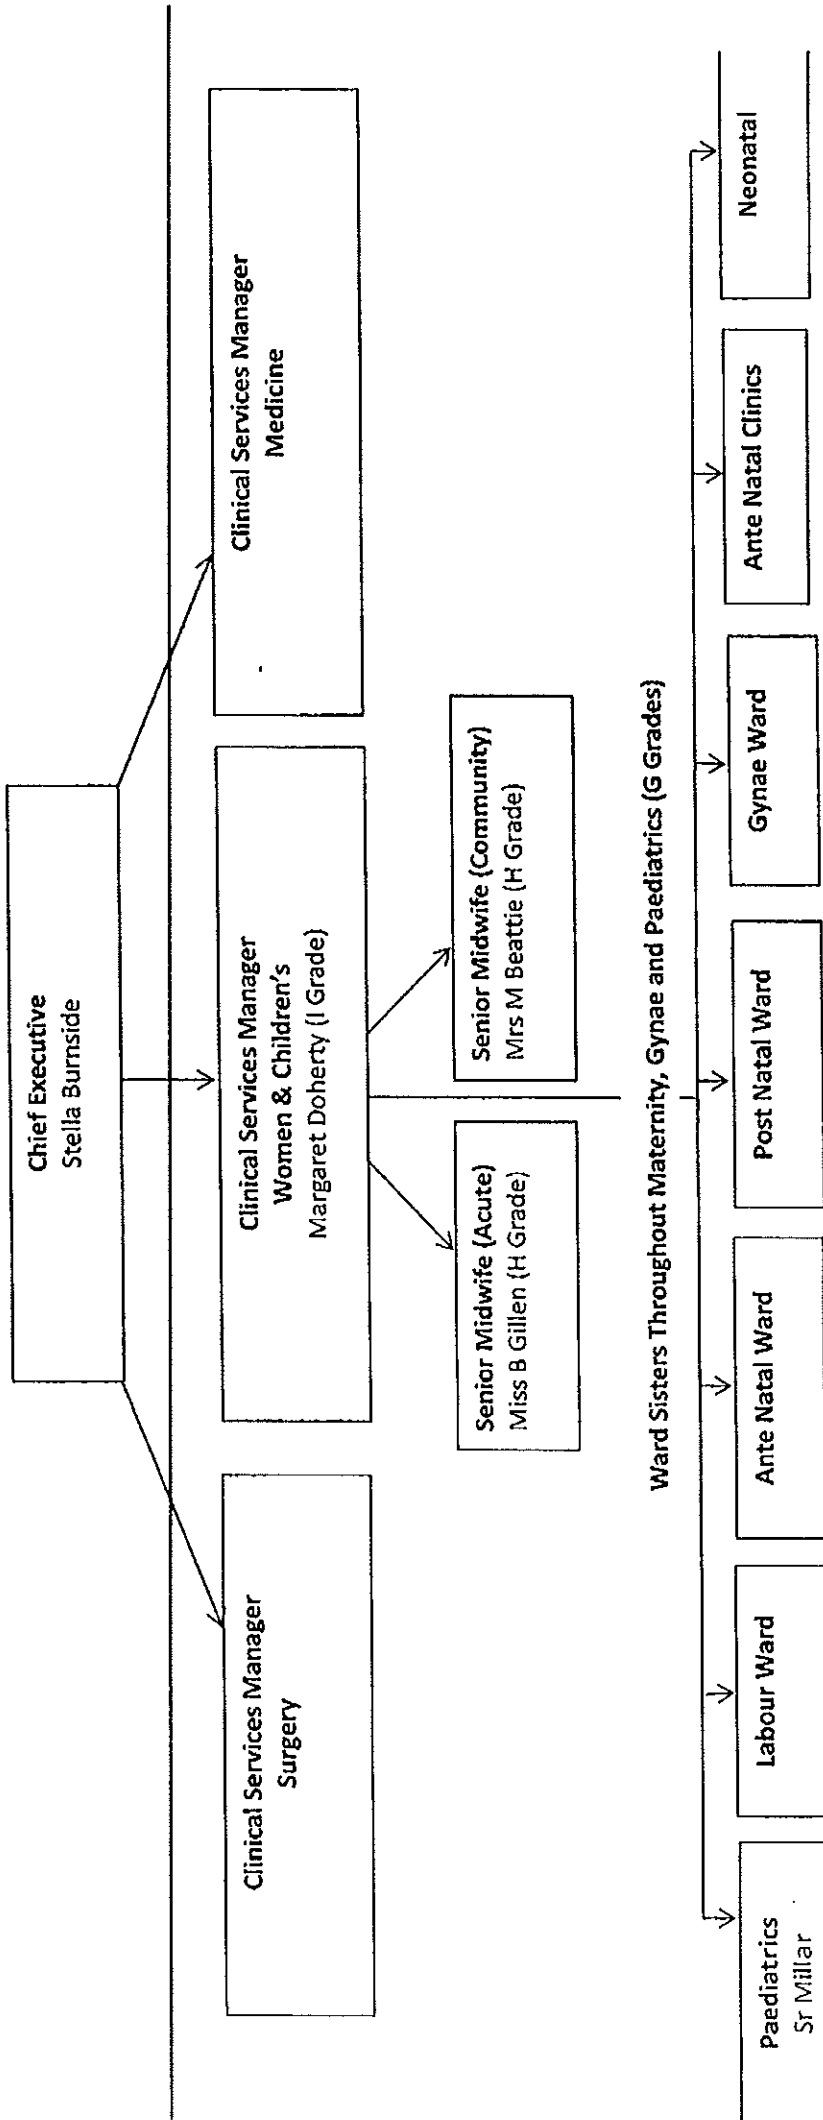 Chief Executive
Stella Burnside
Clinical Services Manager
Surgery
Clinical Services Manager
Women & Children's
Margaret Doherty (I Grade)
Clinical Services Manager
Medicine
Senior Midwife (Acute)
Miss B Gillen (H Grade)
Senior Midwife (Community)
Mrs M Beattie (H Grade)
Ward Sisters Throughout Maternity, Gynae and Paediatrics (G Grades)
Paediatrics
Sr Millar
Labour Ward
Ante Natal Ward
Post Natal Ward
Gynae Ward
Ante Natal Clinics
Neonatal